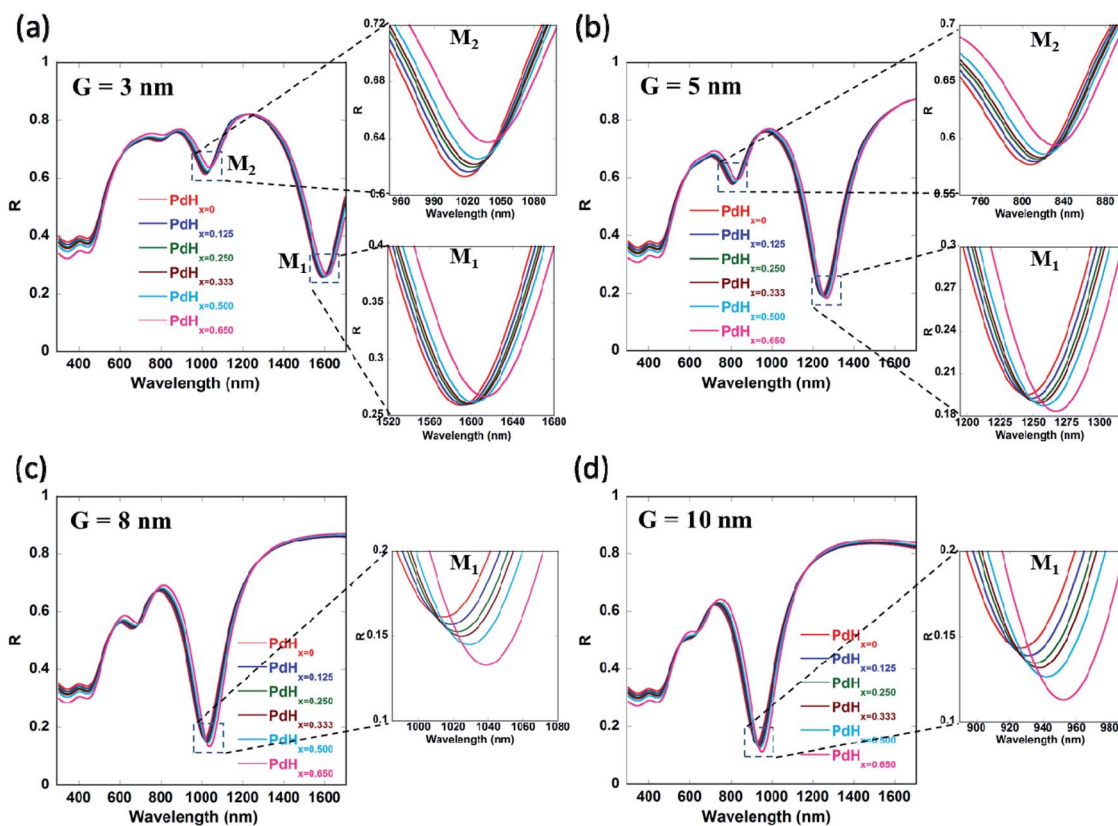 (a)
G = 3 nm
R
1
0.8
0.6
0.4
0.2
0
400 600 800 1000 1200 1400 1600
Wavelength (nm)
M2
M1
PdHx=0
PdHx=0.125
PdHx=0.250
PdHx=0.333
PdHx=0.500
PdHx=0.650
M2
R
0.72
0.68
0.64
0.6
960 990 1020 1050 1080
Wavelength (nm)
M1
R
0.4
0.35
0.3
0.25
1520 1560 1600 1640 1680
Wavelength (nm)
(b)
G = 5 nm
R
1
0.8
0.6
0.4
0.2
0
400 600 800 1000 1200 1400 1600
Wavelength (nm)
PdHx=0
PdHx=0.125
PdHx=0.250
PdHx=0.333
PdHx=0.500
PdHx=0.650
M2
R
0.7
0.65
0.6
0.55
760 800 840 880
Wavelength (nm)
M1
R
0.3
0.27
0.24
0.21
0.18
1200 1225 1250 1275 1300
Wavelength (nm)
(c)
G = 8 nm
R
1
0.8
0.6
0.4
0.2
0
400 600 800 1000 1200 1400 1600
Wavelength (nm)
PdHx=0
PdHx=0.125
PdHx=0.250
PdHx=0.333
PdHx=0.500
PdHx=0.650
M1
R
0.2
0.15
0.1
1000 1020 1040 1060 1080
Wavelength (nm)
(d)
G = 10 nm
R
1
0.8
0.6
0.4
0.2
0
400 600 800 1000 1200 1400 1600
Wavelength (nm)
PdHx=0
PdHx=0.125
PdHx=0.250
PdHx=0.333
PdHx=0.500
PdHx=0.650
M1
R
0.2
0.15
0.1
900 920 940 960 980
Wavelength (nm)